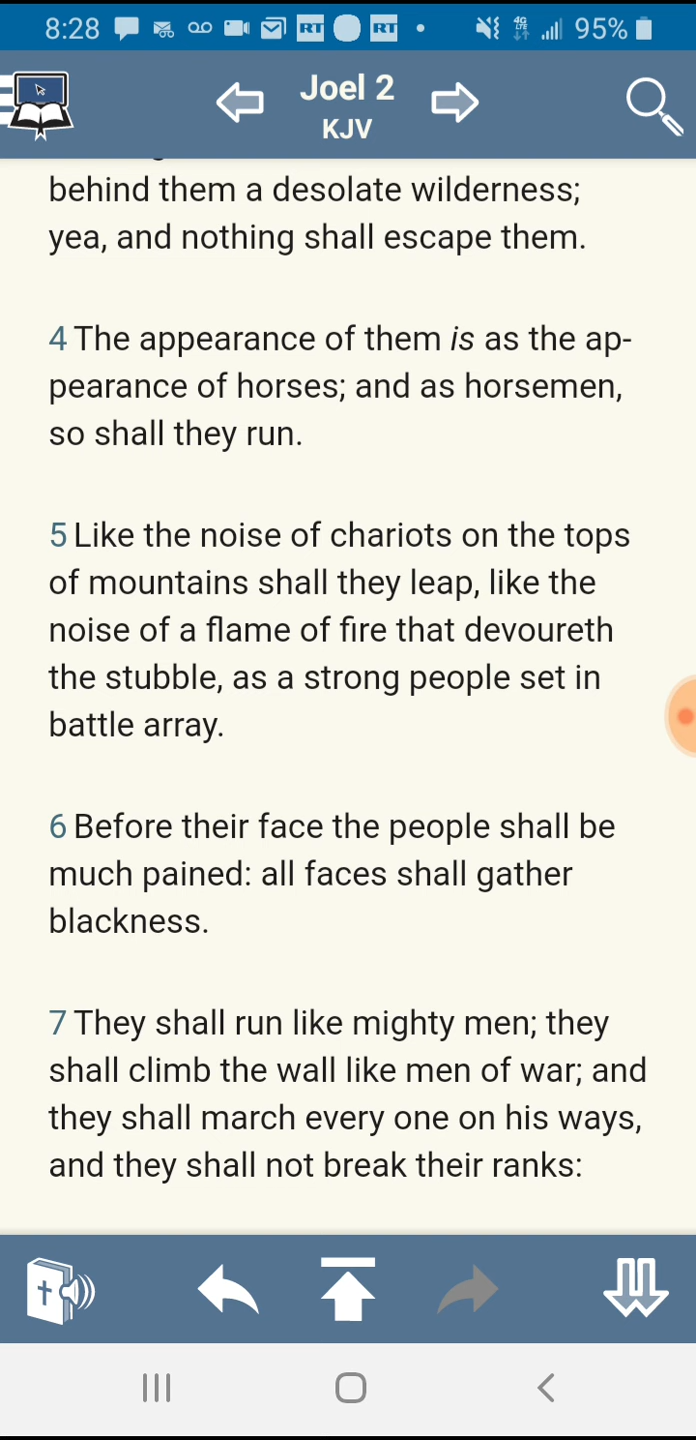 8:28 RT RT 4G LTE 95%
Joel 2
KJV
behind them a desolate wilderness;
yea, and nothing shall escape them.
4 The appearance of them is as the ap-
pearance of horses; and as horsemen,
so shall they run.
5 Like the noise of chariots on the tops
of mountains shall they leap, like the
noise of a flame of fire that devoureth
the stubble, as a strong people set in
battle array.
6 Before their face the people shall be
much pained: all faces shall gather
blackness.
7 They shall run like mighty men; they
shall climb the wall like men of war; and
they shall march every one on his ways,
and they shall not break their ranks: